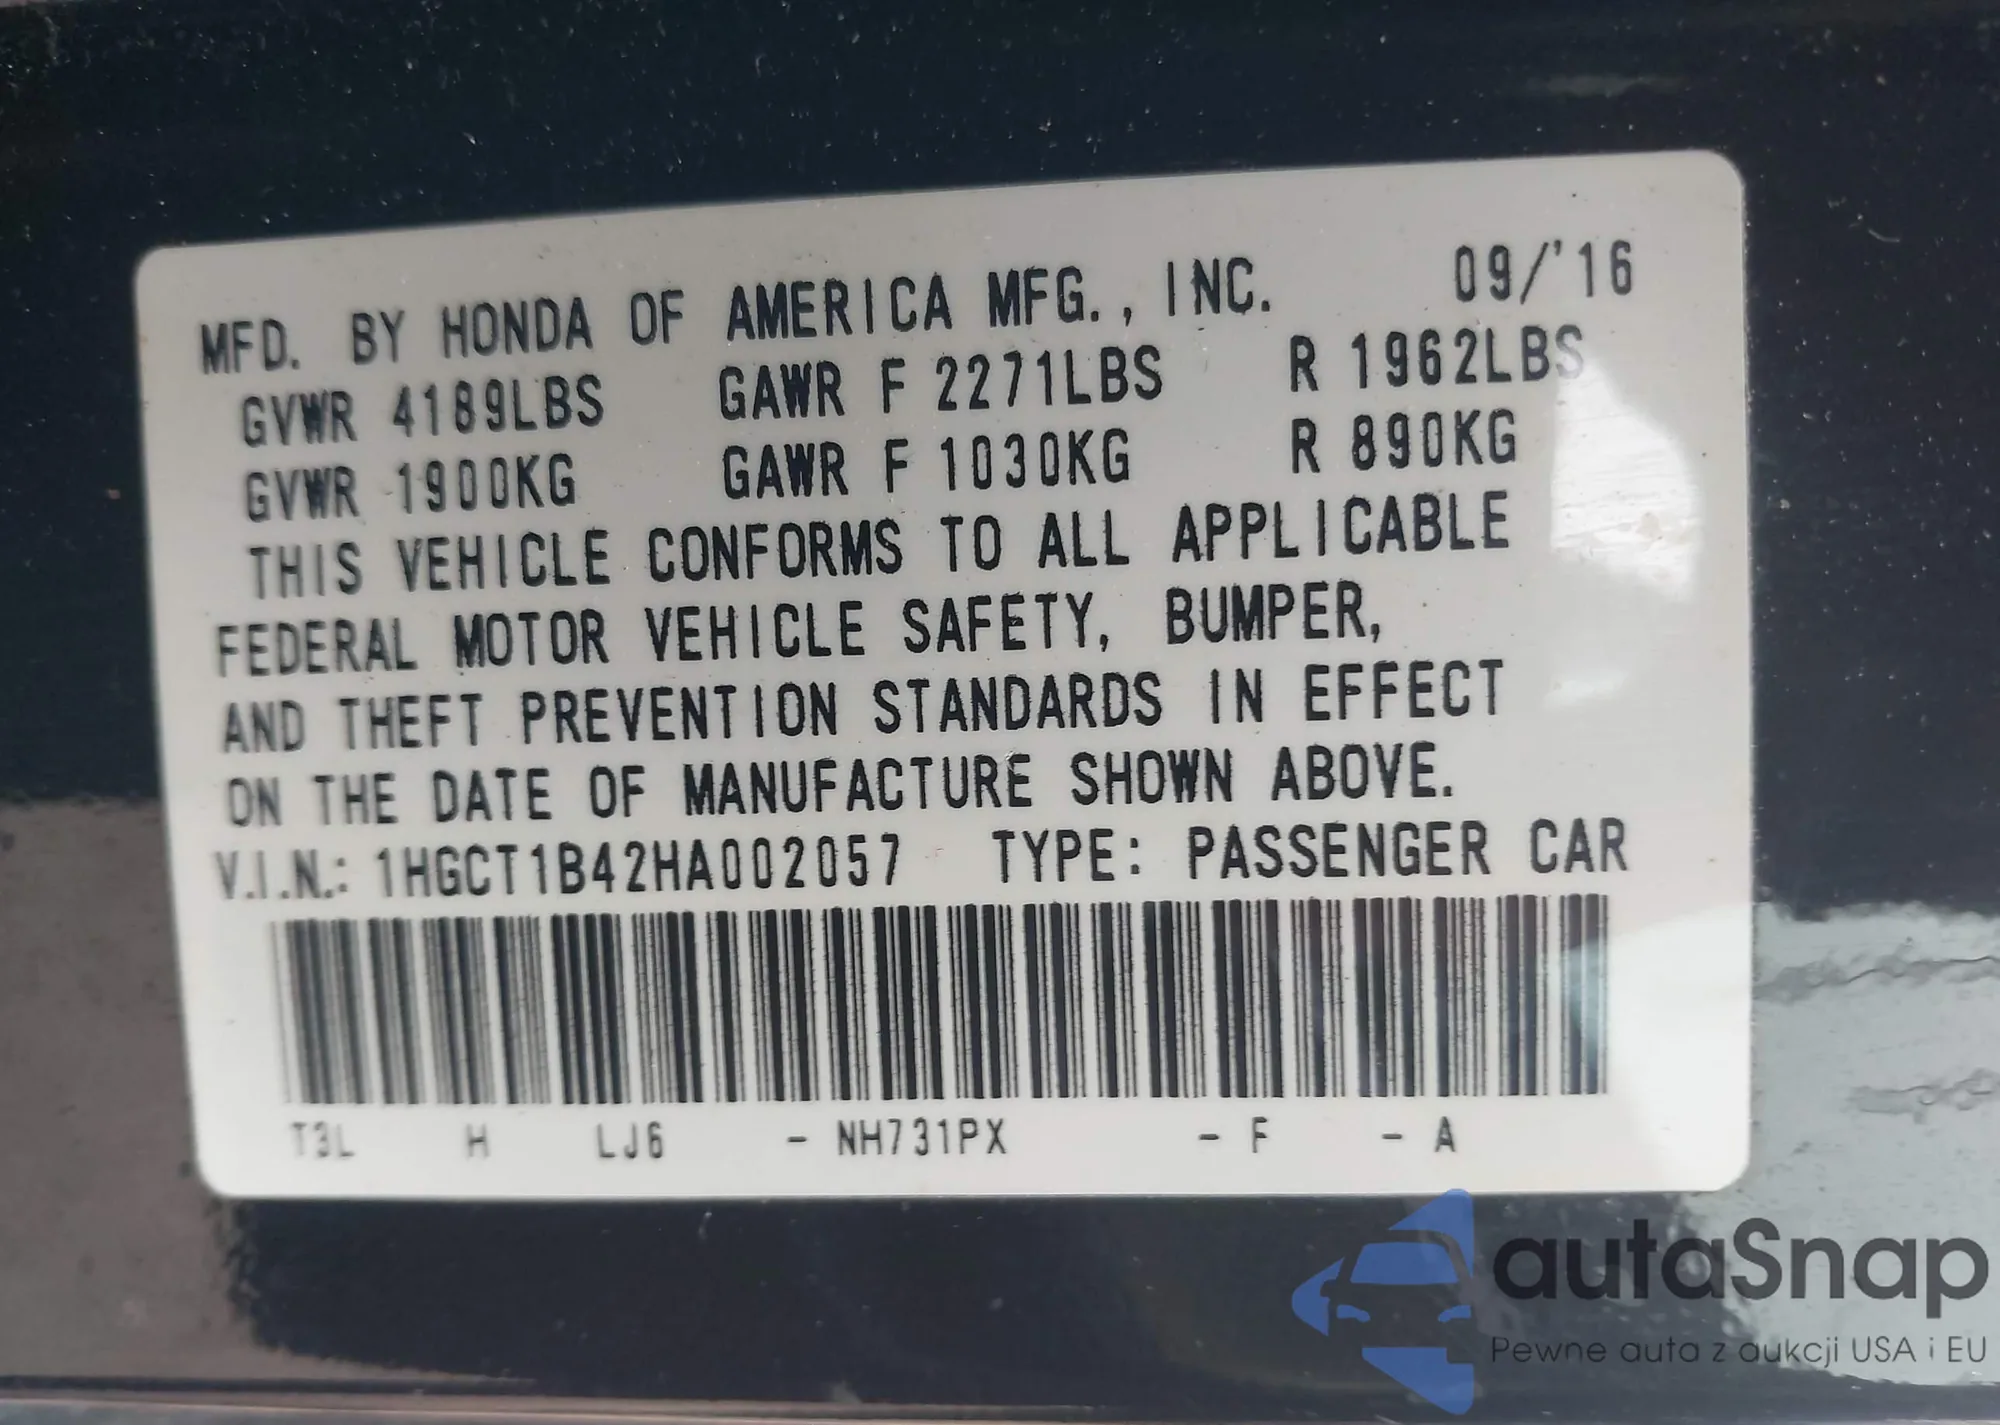 MFD. BY HONDA OF AMERICA MFG., INC. 09/'16
GVWR 4189LBS GAWR F 2271LBS R 1962LBS
GVWR 1900KG GAWR F 1030KG R 890KG
THIS VEHICLE CONFORMS TO ALL APPLICABLE
FEDERAL MOTOR VEHICLE SAFETY, BUMPER,
AND THEFT PREVENTION STANDARDS IN EFFECT
ON THE DATE OF MANUFACTURE SHOWN ABOVE.
V.I.N.: 1HGCT1B42HA002057 TYPE: PASSENGER CAR
T3L H LJ6 - NH731PX - F - A
autaSnap
Pewne auta z aukcji USA i EU